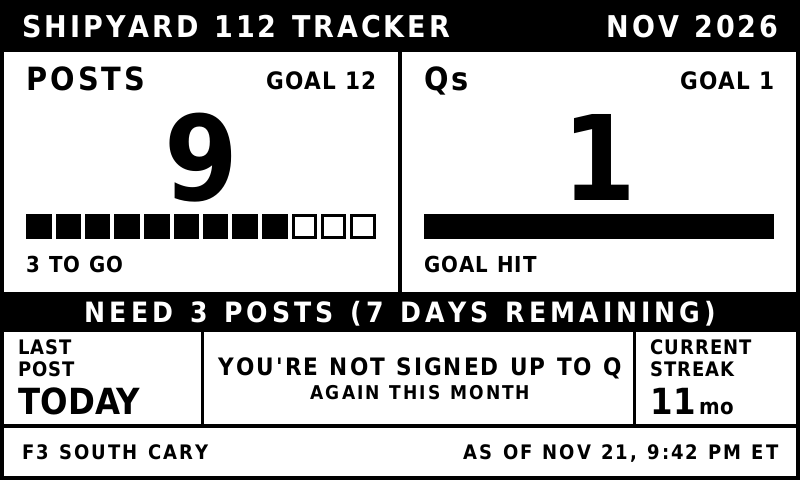 SHIPYARD 112 TRACKER NOV 2026
POSTS GOAL 12
9
3 TO GO
Qs GOAL 1
1
GOAL HIT
NEED 3 POSTS (7 DAYS REMAINING)
LAST
POST
TODAY
YOU'RE NOT SIGNED UP TO Q
AGAIN THIS MONTH
CURRENT
STREAK
11 mo
F3 SOUTH CARY AS OF NOV 21, 9:42 PM ET